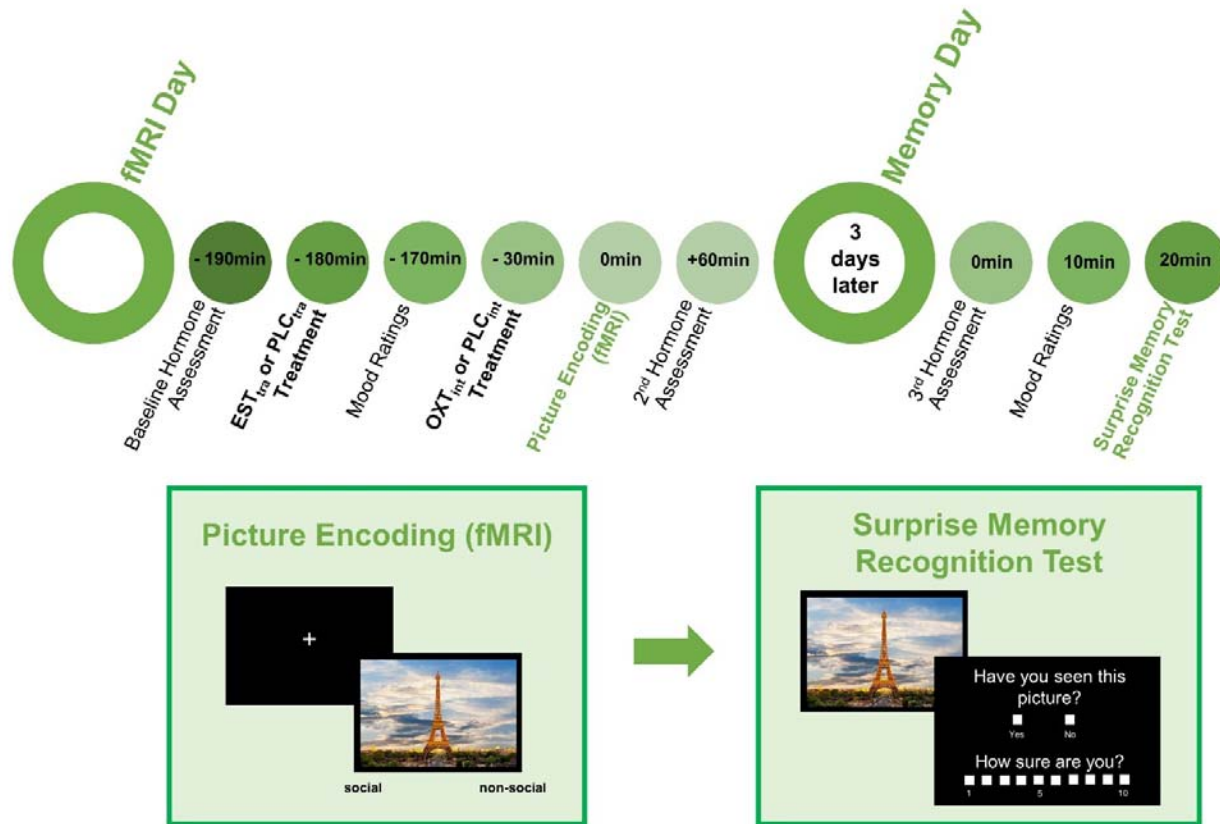 fMRI Day
- 190min
Baseline Hormone
Assessment
- 180min
ESTtra or PLCtra
Treatment
- 170min
Mood Ratings
- 30min
OXTint or PLCint
Treatment
0min
Picture Encoding
(fMRI)
+60min
2nd Hormone
Assessment
Memory Day
3
days
later
0min
3rd Hormone
Assessment
10min
Mood Ratings
20min
Surprise Memory
Recognition Test
Picture Encoding (fMRI)
+
social
non-social
Surprise Memory
Recognition Test
Have you seen this
picture?
Yes
No
How sure are you?
1
5
10